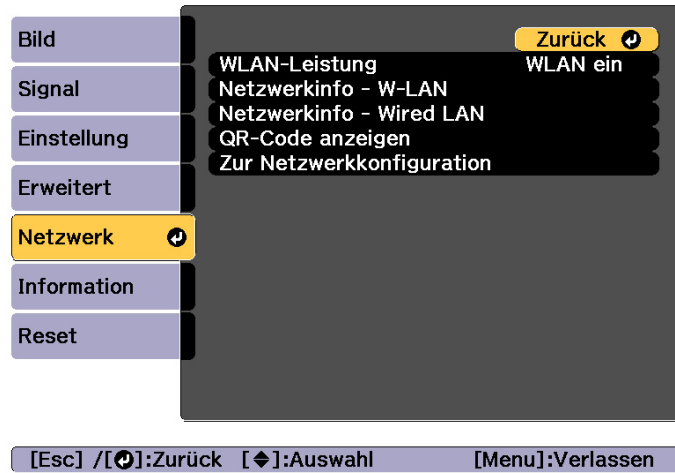 Bild
Signal
Einstellung
Erweitert
Netzwerk
Information
Reset
Zurück
WLAN-Leistung WLAN ein
Netzwerkinfo - W-LAN
Netzwerkinfo - Wired LAN
QR-Code anzeigen
Zur Netzwerkkonfiguration
[Esc] /[⏎]:Zurück [◆]:Auswahl [Menu]:Verlassen